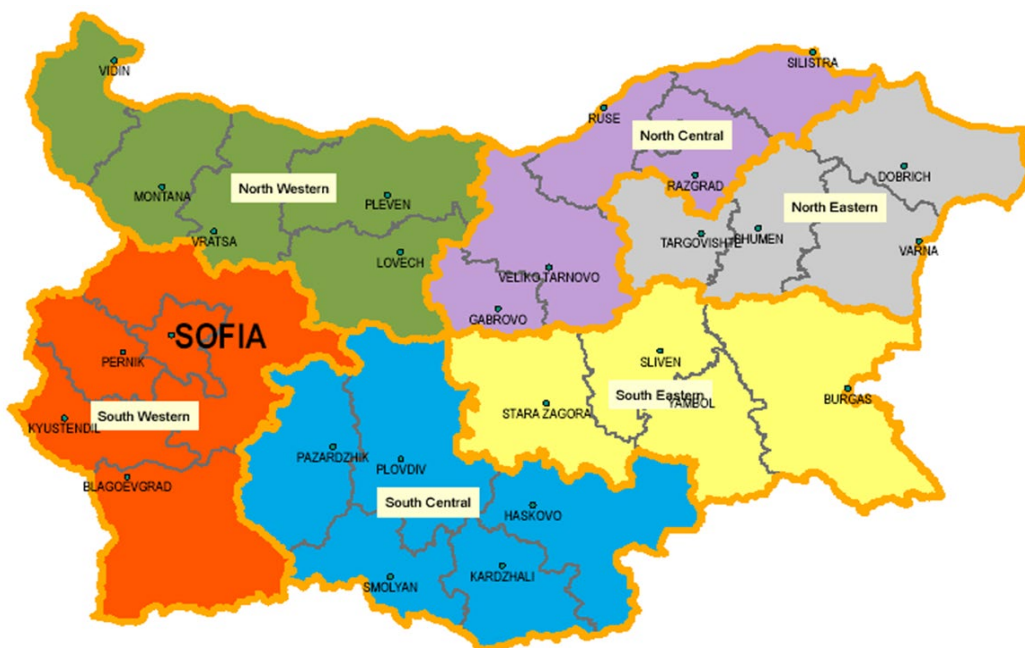 SILISTRA
VIDIN
RUSE
North Central
DOBRICH
RAZGRAD
North Western
MONTANA
PLEVEN
North Eastern
VRATSA
TARGOVISHTE
SHUMEN
VARNA
LOVECH
VELIKO TARNOVO
GABROVO
SOFIA
PERNIK
SLIVEN
South Eastern
YAMBOL
BURGAS
STARA ZAGORA
South Western
KYUSTENDIL
PAZARDZHIK
PLOVDIV
BLAGOEVGRAD
South Central
HASKOVO
KARDZHALI
SMOLYAN